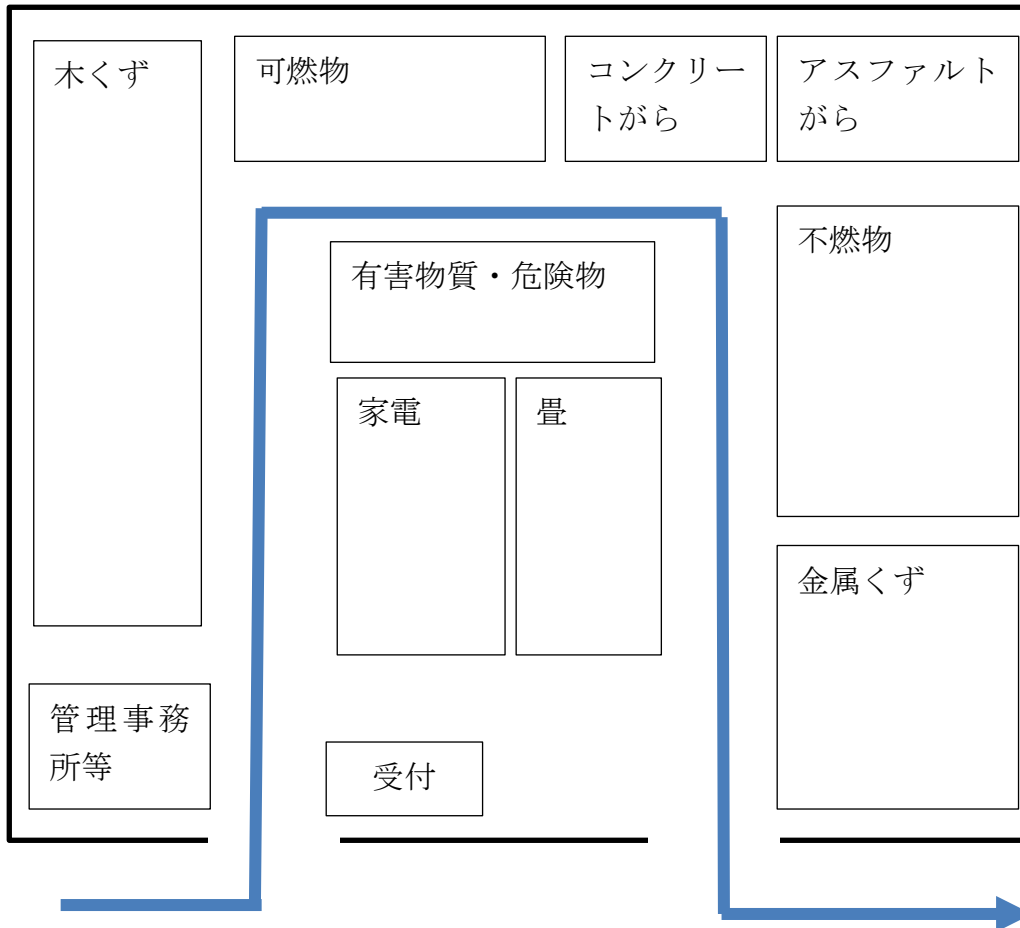 木くず
可燃物
コンクリー
トがら
アスファルト
がら
有害物質・危険物
不燃物
家電
畳
金属くず
管理事務
所等
受付